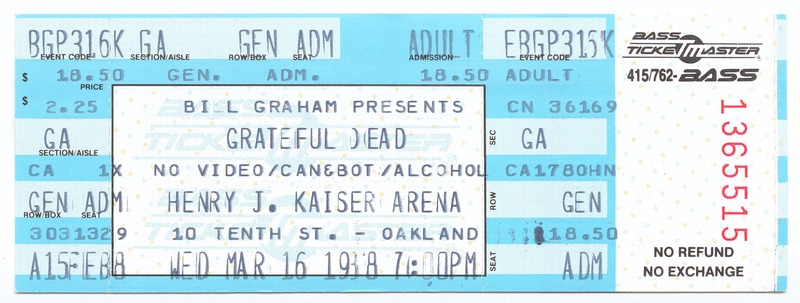 BGP316K GA GEN ADM ADULT EBGP315K
EVENT CODE SECTION/AISLE ROW/BOX SEAT ADMISSION EVENT CODE
$ 18.50 GEN. ADM. 18.50 ADULT
PRICE
$ 2.25 BILL GRAHAM PRESENTS CN 36169
GA GRATEFUL DEAD SEC GA
SECTION/AISLE
CA 1X NO VIDEO/CAN&BOT/ALCOHOL CA1780HN
GEN ADM HENRY J. KAISER ARENA ROW GEN
ROW/BOX SEAT
3031329 10 TENTH ST. - OAKLAND 18.50
A15FEB8 WED MAR 16 1988 7:00PM SEAT ADM
BASS
TICKETMASTER
415/762-BASS
1365515
NO REFUND
NO EXCHANGE